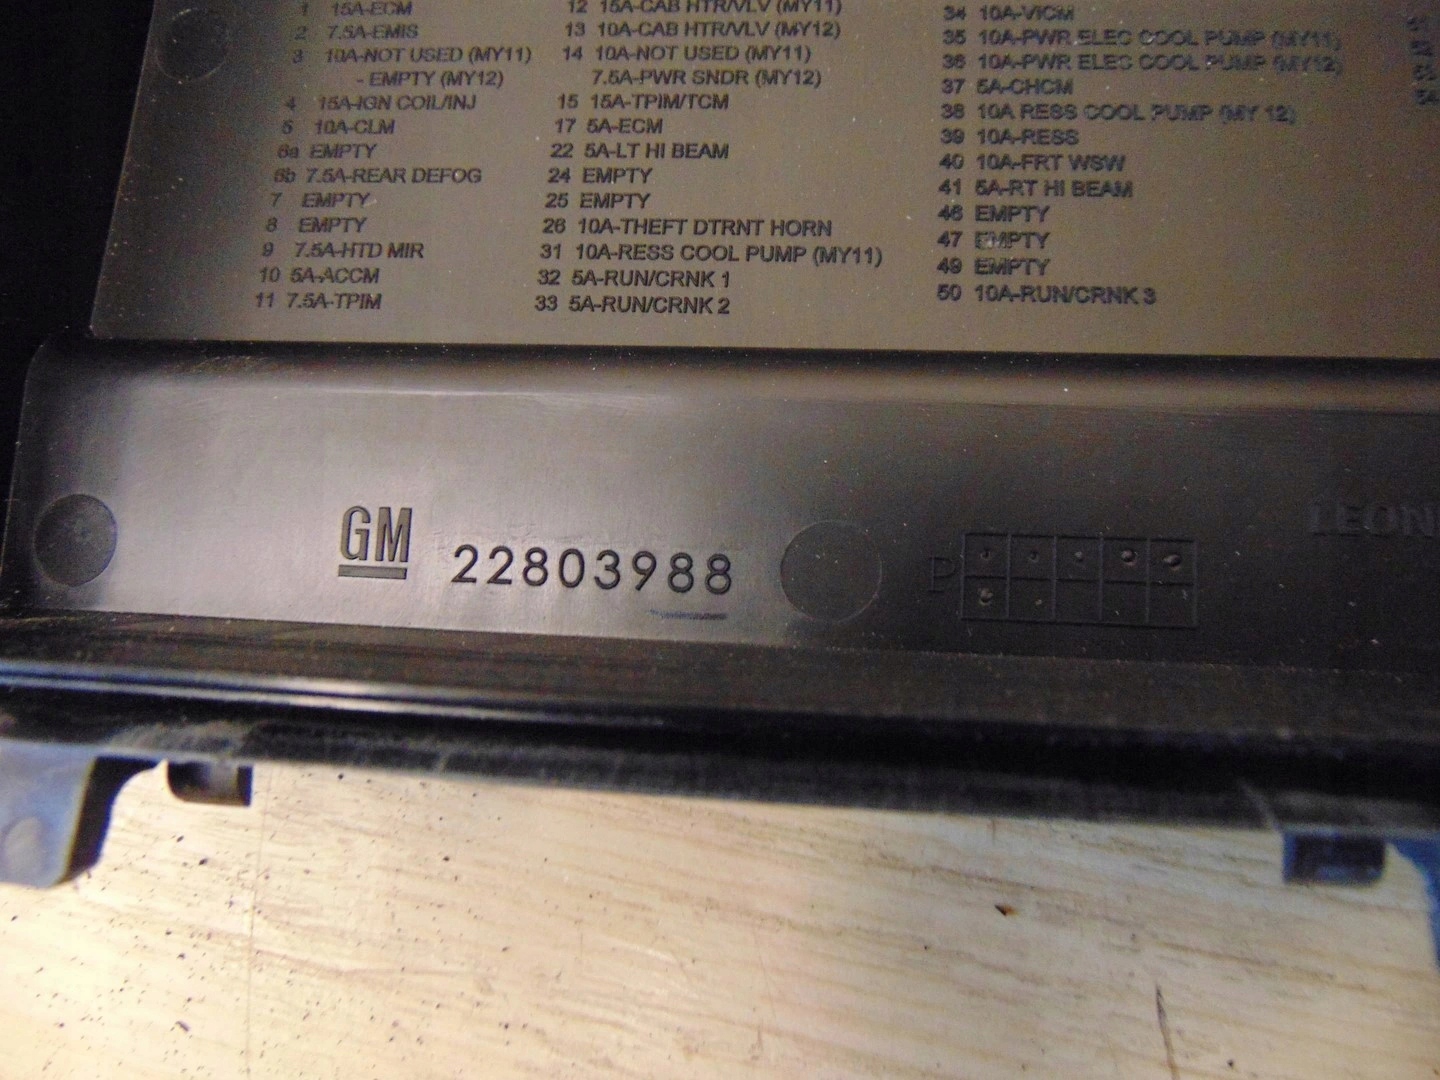 1 15A-ECM
2 7.5A-EMIS
3 10A-NOT USED (MY11)
- EMPTY (MY12)
4 15A-IGN COIL/INJ
5 10A-CLM
6a EMPTY
6b 7.5A-REAR DEFOG
7 EMPTY
8 EMPTY
9 7.5A-HTD MIR
10 5A-ACCM
11 7.5A-TPIM
12 15A-CAB HTR/VLV (MY11)
13 10A-CAB HTR/VLV (MY12)
14 10A-NOT USED (MY11)
7.5A-PWR SNDR (MY12)
15 15A-TPIM/TCM
17 5A-ECM
22 5A-LT HI BEAM
24 EMPTY
25 EMPTY
26 10A-THEFT DTRNT HORN
31 10A-RESS COOL PUMP (MY11)
32 5A-RUN/CRNK 1
33 5A-RUN/CRNK 2
34 10A-VICM
35 10A-PWR ELEC COOL PUMP (MY11)
36 10A-PWR ELEC COOL PUMP (MY12)
37 5A-CHCM
38 10A RESS COOL PUMP (MY 12)
39 10A-RESS
40 10A-FRT WSW
41 5A-RT HI BEAM
46 EMPTY
47 EMPTY
49 EMPTY
50 10A-RUN/CRNK 3
53
54
GM 22803988
P
LEON